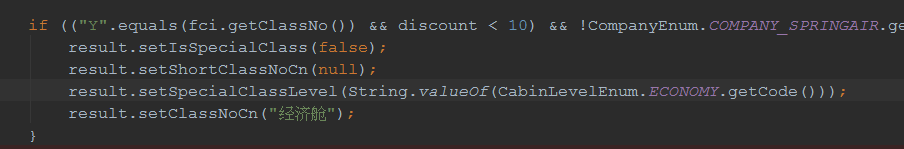 if (("Y".equals(fci.getClassNo()) && discount < 10) && !CompanyEnum.COMPANY_SPRINGAIR.ge
result.setIsSpecialClass(false);
result.setShortClassNoCn(null);
result.setSpecialClassLevel(String.valueOf(CabinLevelEnum.ECONOMY.getCode()));
result.setClassNoCn("经济舱");
}